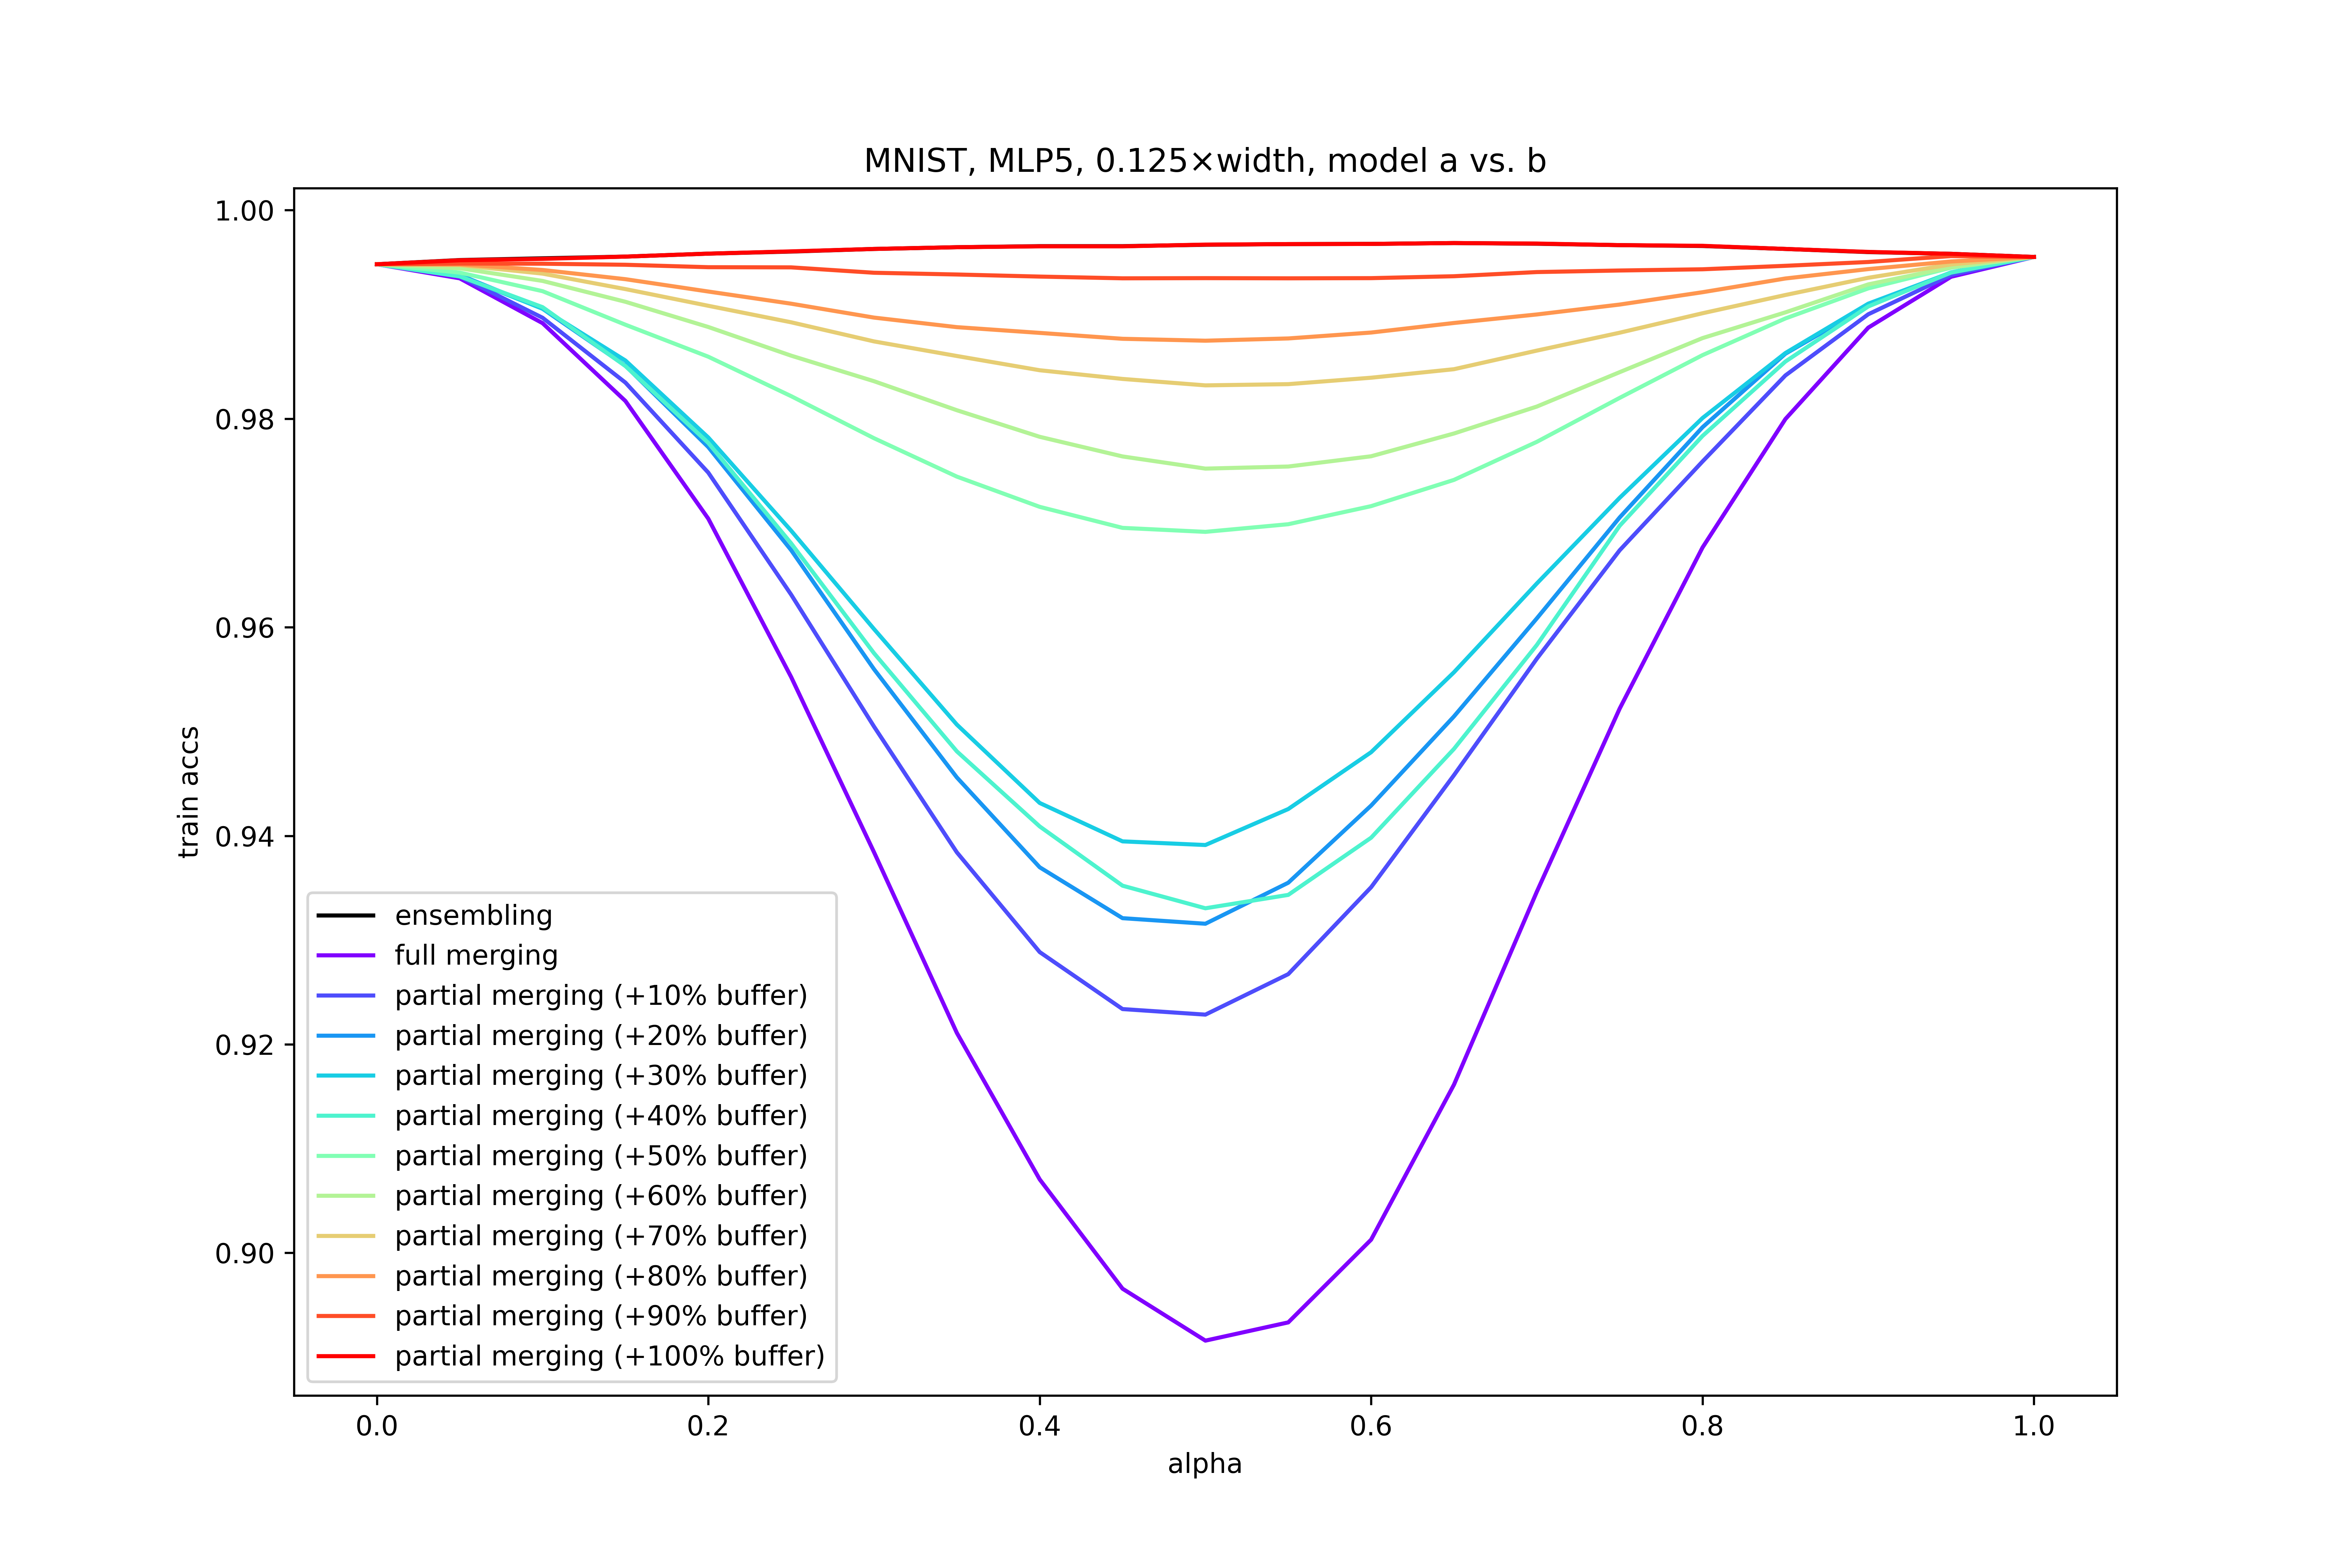 MNIST, MLP5, 0.125×width, model a vs. b
1.00
0.98
0.96
0.94
0.92
0.90
train accs
ensembling
full merging
partial merging (+10% buffer)
partial merging (+20% buffer)
partial merging (+30% buffer)
partial merging (+40% buffer)
partial merging (+50% buffer)
partial merging (+60% buffer)
partial merging (+70% buffer)
partial merging (+80% buffer)
partial merging (+90% buffer)
partial merging (+100% buffer)
0.0 0.2 0.4 0.6 0.8 1.0
alpha